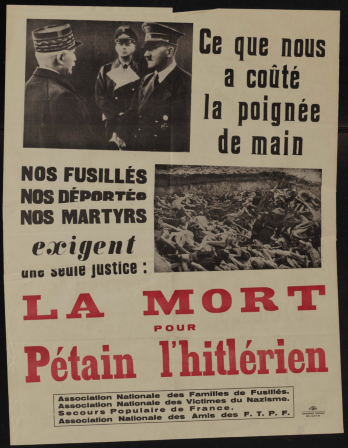 Ce que nous
a coûté
la poignée
de main
NOS FUSILLÉS
NOS DÉPORTÉS
NOS MARTYRS
exigent
une seule justice :
LA MORT
POUR
Pétain l'hitlérien
Association Nationale des Familles de Fusillés.
Association Nationale des Victimes du Nazisme.
Secours Populaire de France.
Association Nationale des Amis des F. T. P. F.